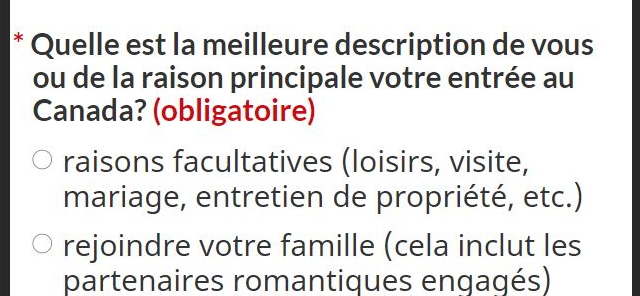 * Quelle est la meilleure description de vous
ou de la raison principale votre entrée au
Canada? (obligatoire)
raisons facultatives (loisirs, visite,
mariage, entretien de propriété, etc.)
rejoindre votre famille (cela inclut les
partenaires romantiques engagés)